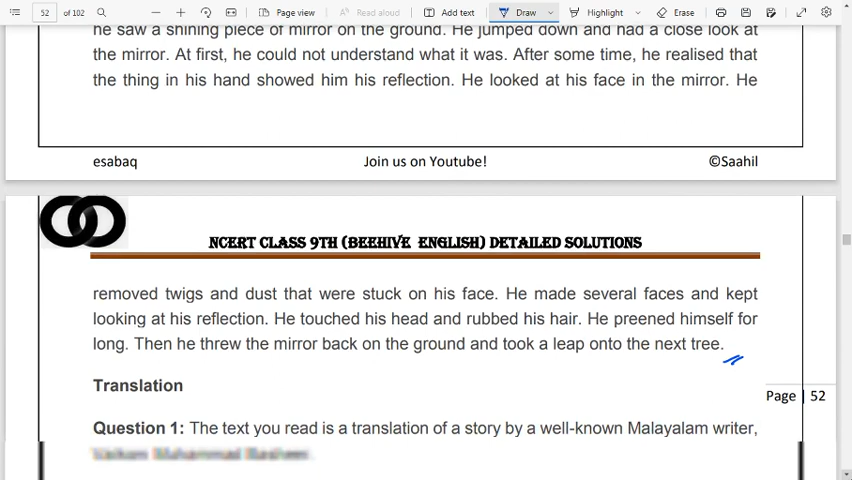 52 of 102 Page view Read aloud Add text Draw Highlight Erase
he saw a shining piece of mirror on the ground. He jumped down and had a close look at
the mirror. At first, he could not understand what it was. After some time, he realised that
the thing in his hand showed him his reflection. He looked at his face in the mirror. He
esabaq Join us on Youtube! ©Saahil
NCERT CLASS 9TH (BEEHIVE ENGLISH) DETAILED SOLUTIONS
removed twigs and dust that were stuck on his face. He made several faces and kept
looking at his reflection. He touched his head and rubbed his hair. He preened himself for
long. Then he threw the mirror back on the ground and took a leap onto the next tree.
Translation
Page | 52
Question 1: The text you read is a translation of a story by a well-known Malayalam writer,